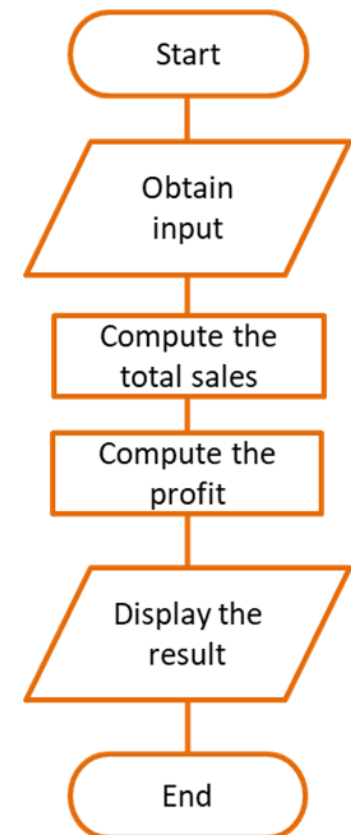 Start
Obtain
input
Compute the
total sales
Compute the
profit
Display the
result
End